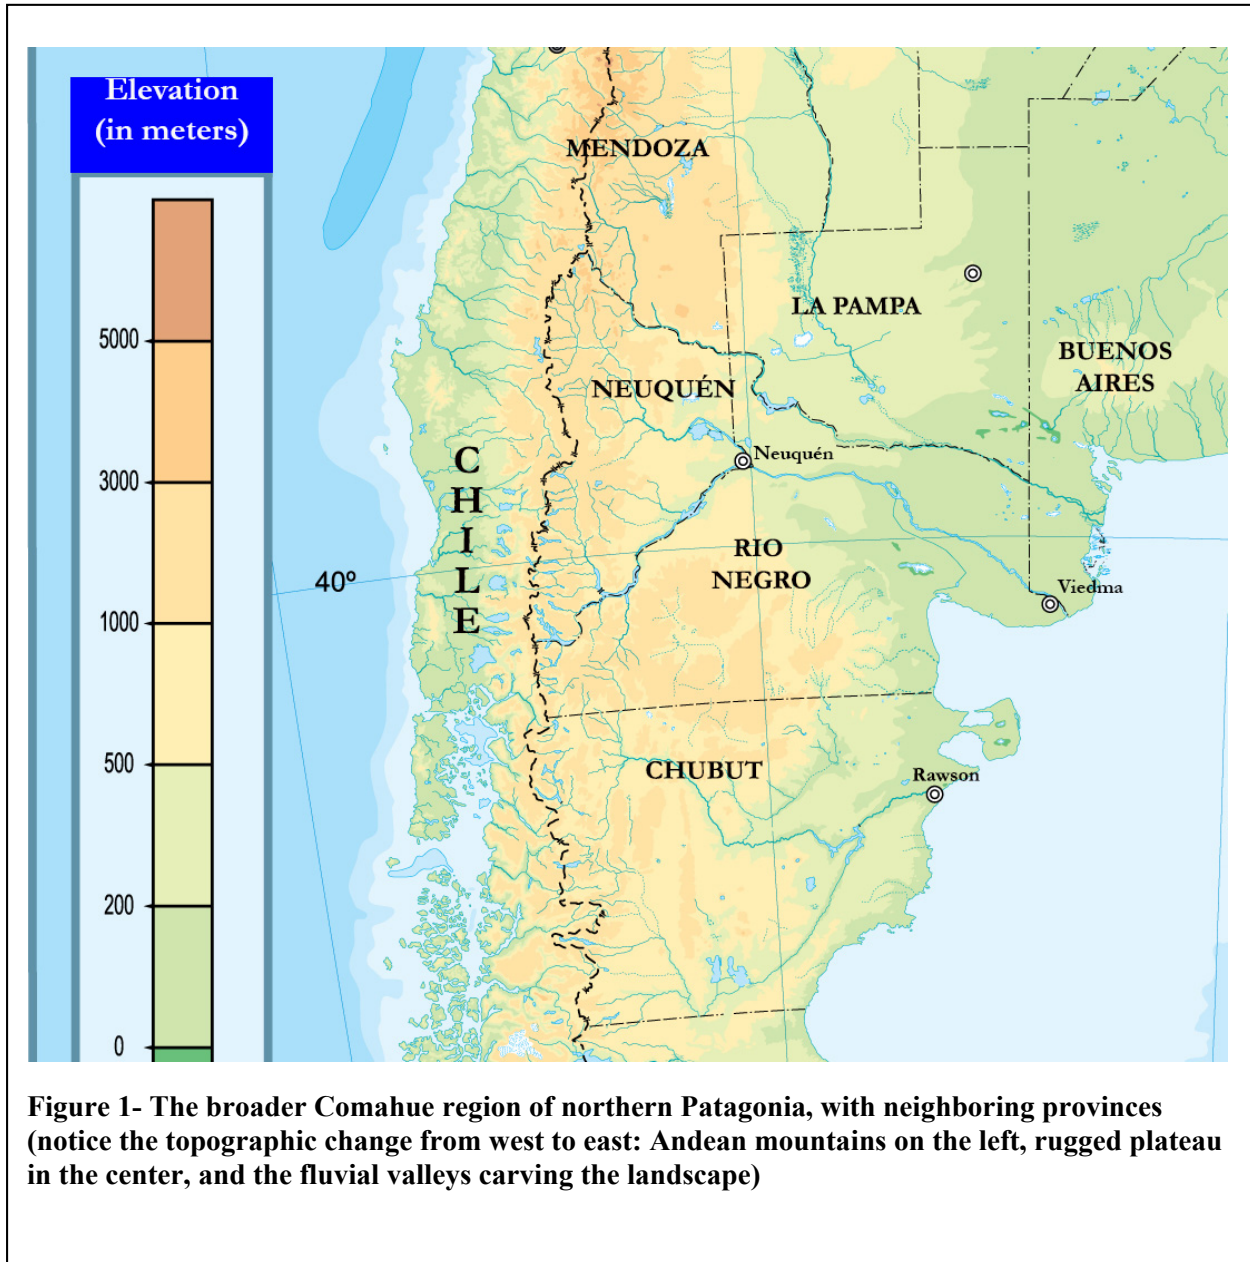 Elevation
(in meters)
5000
3000
1000
500
200
0
MENDOZA
LA PAMPA
BUENOS
AIRES
NEUQUÉN
Neuquén
CHILE
RIO
NEGRO
40º
Viedma
CHUBUT
Rawson
Figure 1- The broader Comahue region of northern Patagonia, with neighboring provinces
(notice the topographic change from west to east: Andean mountains on the left, rugged plateau
in the center, and the fluvial valleys carving the landscape)